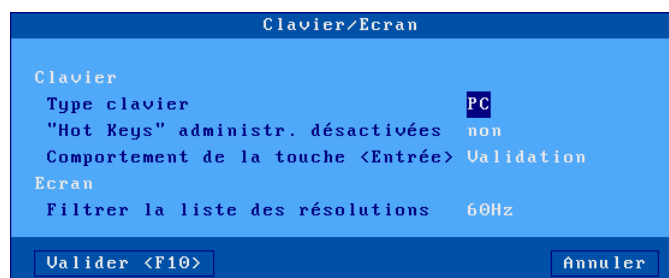 Clavier/Ecran
Clavier
Type clavier PC
"Hot Keys" administr. désactivées non
Comportement de la touche <Entrée> Validation
Ecran
Filtrer la liste des résolutions 60Hz
Valider <F10> Annuler